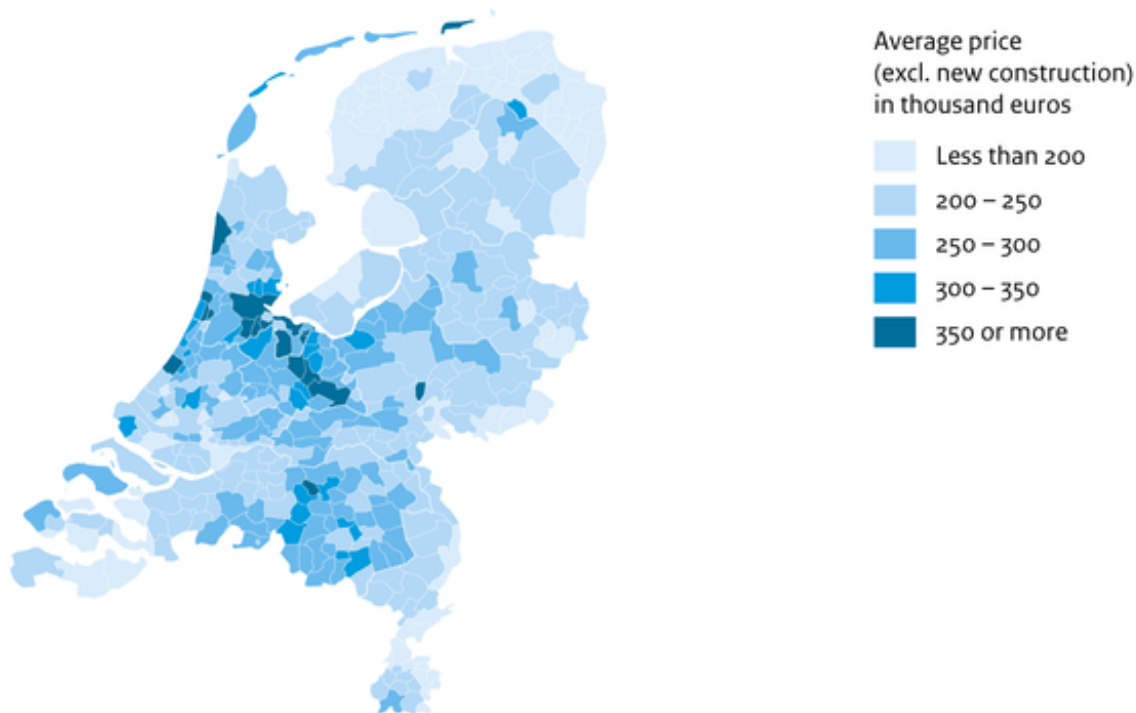 Average price
(excl. new construction)
in thousand euros
Less than 200
200 – 250
250 – 300
300 – 350
350 or more